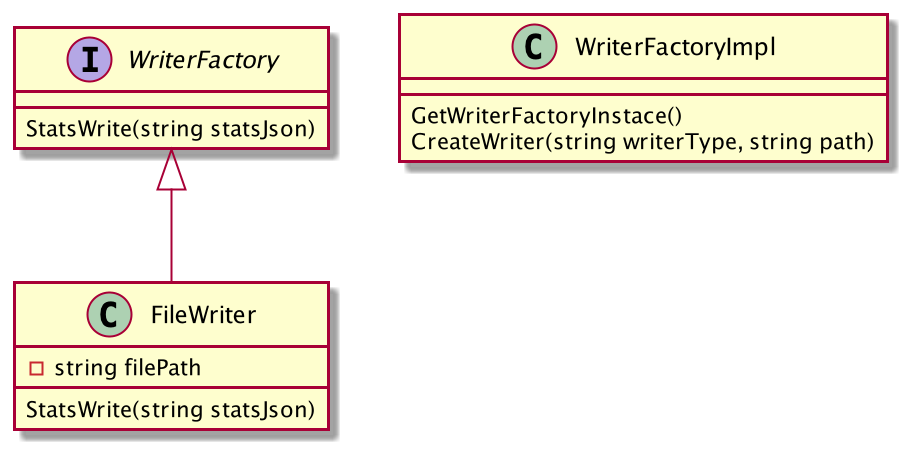 I WriterFactory
StatsWrite(string statsJson)
C WriterFactoryImpl
GetWriterFactoryInstace()
CreateWriter(string writerType, string path)
C FileWriter
string filePath
StatsWrite(string statsJson)